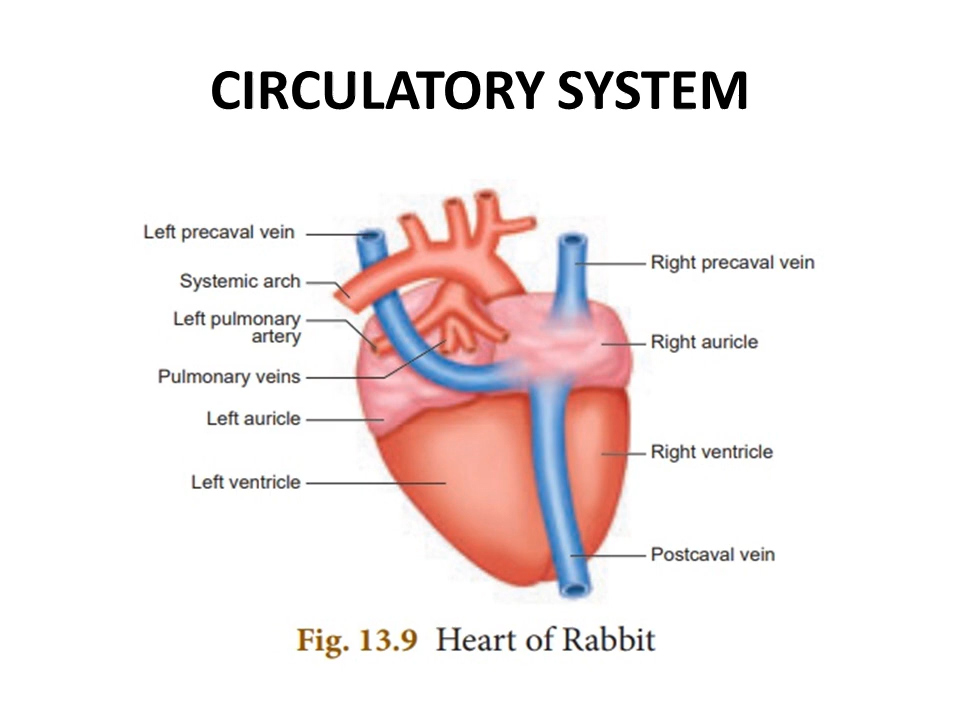 CIRCULATORY SYSTEM
Left precaval vein
Systemic arch
Left pulmonary
artery
Pulmonary veins
Left auricle
Left ventricle
Right precaval vein
Right auricle
Right ventricle
Postcaval vein
Fig. 13.9 Heart of Rabbit